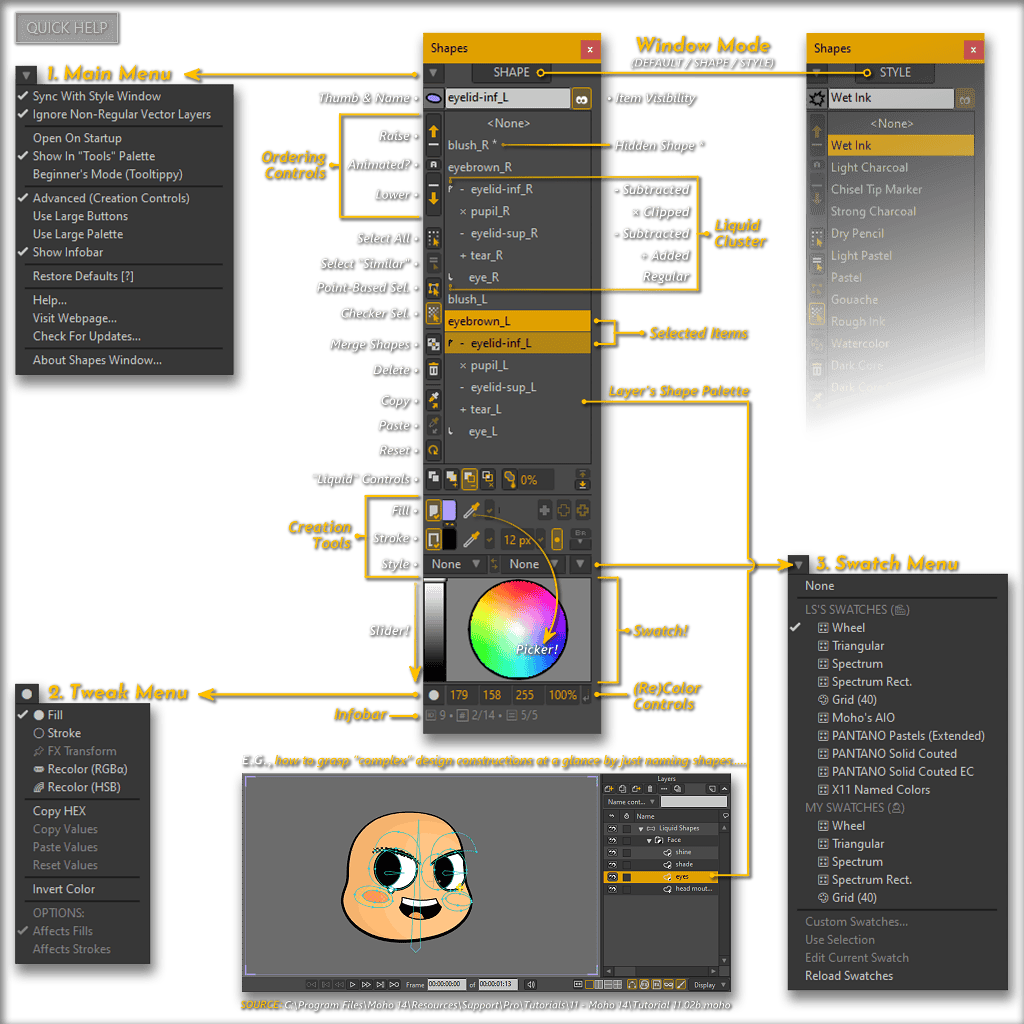 QUICK HELP
1. Main Menu
Sync With Style Window
Ignore Non-Regular Vector Layers
Open On Startup
Show In "Tools" Palette
Beginner's Mode (Tooltippy)
Advanced (Creation Controls)
Use Large Buttons
Use Large Palette
Show Infobar
Restore Defaults [?]
Help...
Visit Webpage...
Check For Updates...
About Shapes Window...
Thumb & Name
Ordering
Controls
Raise
Animated?
Lower
Select All
Select "Similar"
Point-Based Sel.
Checker Sel.
Merge Shapes
Delete
Copy
Paste
Reset
"Liquid" Controls
Creation
Tools
Fill
Stroke
Style
Slider!
Infobar
Shapes
x
SHAPE
eyelid-inf_L
<None>
blush_R *
eyebrown_R
- eyelid-inf_R
× pupil_R
- eyelid-sup_R
+ tear_R
eye_R
blush_L
eyebrown_L
- eyelid-inf_L
× pupil_L
- eyelid-sup_L
+ tear_L
eye_L
0%
12 px
BR
None
None
Picker!
179 158 255 100%
9 • 2/14 • 5/5
Window Mode
(DEFAULT / SHAPE / STYLE)
Item Visibility
Hidden Shape *
- Subtracted
× Clipped
- Subtracted
+ Added
Regular
Liquid
Cluster
Selected Items
Layer's Shape Palette
Swatch!
(Re)Color
Controls
Shapes
x
STYLE
Wet Ink
<None>
Wet Ink
Light Charcoal
Chisel Tip Marker
Strong Charcoal
Dry Pencil
Light Pastel
Pastel
Gouache
Rough Ink
Watercolor
Dark Core
Dark Core
2. Tweak Menu
Fill
Stroke
FX Transform
Recolor (RGBα)
Recolor (HSB)
Copy HEX
Copy Values
Paste Values
Reset Values
Invert Color
OPTIONS:
Affects Fills
Affects Strokes
3. Swatch Menu
None
LS'S SWATCHES
Wheel
Triangular
Spectrum
Spectrum Rect.
Grid (40)
Moho's AIO
PANTANO Pastels (Extended)
PANTANO Solid Couted
PANTANO Solid Couted EC
X11 Named Colors
MY SWATCHES
Wheel
Triangular
Spectrum
Spectrum Rect.
Grid (40)
Custom Swatches...
Use Selection
Edit Current Swatch
Reload Swatches
E.G., how to grasp "complex" design constructions at a glance by just naming shapes...
Layers
Name cont...
Name
Liquid Shapes
Face
shine
shade
eyes
head mout...
Frame 00:00:00:00 of 00:00:01:13
Display
SOURCE: C:\Program Files\Moho 14\Resources\Support\Pro\Tutorials\11 - Moho 14\Tutorial 11.02b.moho